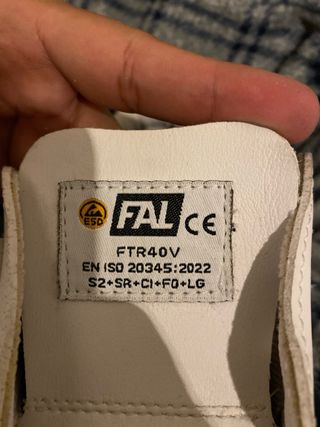 ESD FAL CE
FTR40V
EN ISO 20345:2022
S2+SR+CI+FO+LG